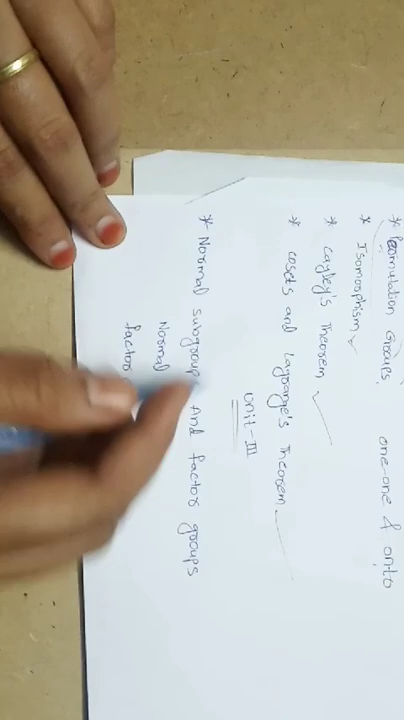 * Permutation Groups. one-one & onto
* Isomorphism
* Cayley's Theorem
* cosets and Lagrange's Theorem
unit-III
* Normal subgroup And factor groups
Normal
factor